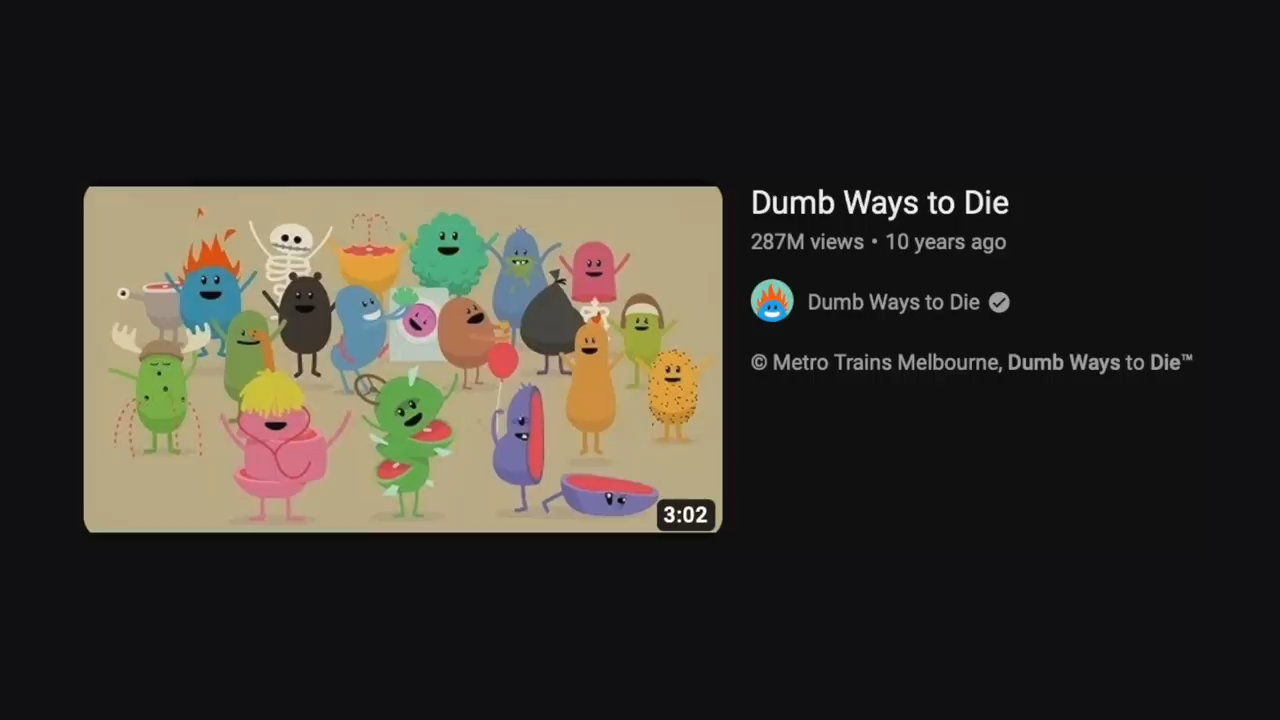 Dumb Ways to Die
287M views • 10 years ago
Dumb Ways to Die
© Metro Trains Melbourne, Dumb Ways to Die™
3:02